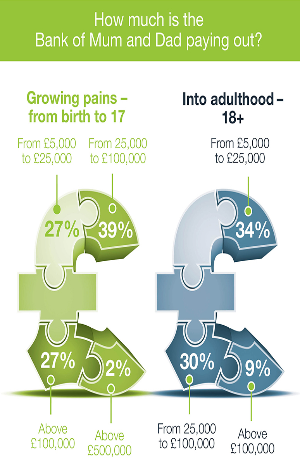 How much is the
Bank of Mum and Dad paying out?
Growing pains –
from birth to 17
From £5,000
to £25,000
From 25,000
to £100,000
27%
39%
27%
2%
Above
£100,000
Above
£500,000
Into adulthood –
18+
From £5,000
to £25,000
34%
30%
9%
From 25,000
to £100,000
Above
£100,000